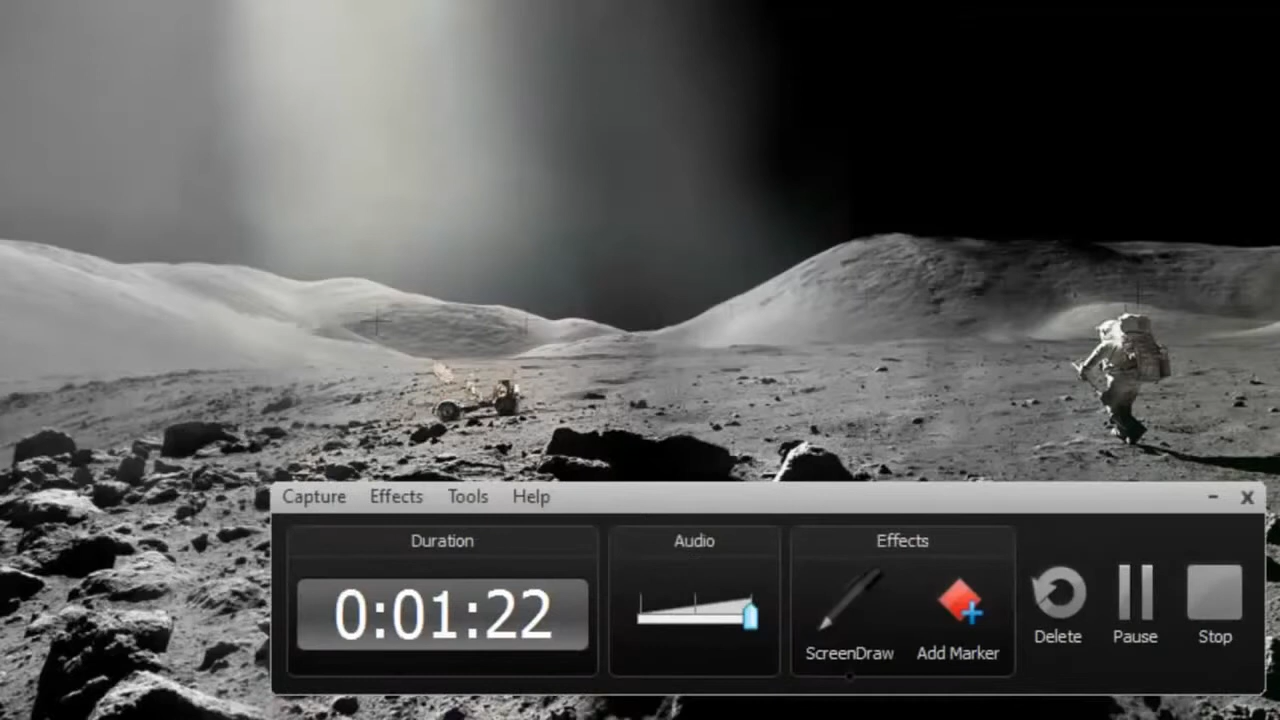 Capture Effects Tools Help
Duration
Audio
Effects
0:01:22
ScreenDraw
Add Marker
Delete
Pause
Stop